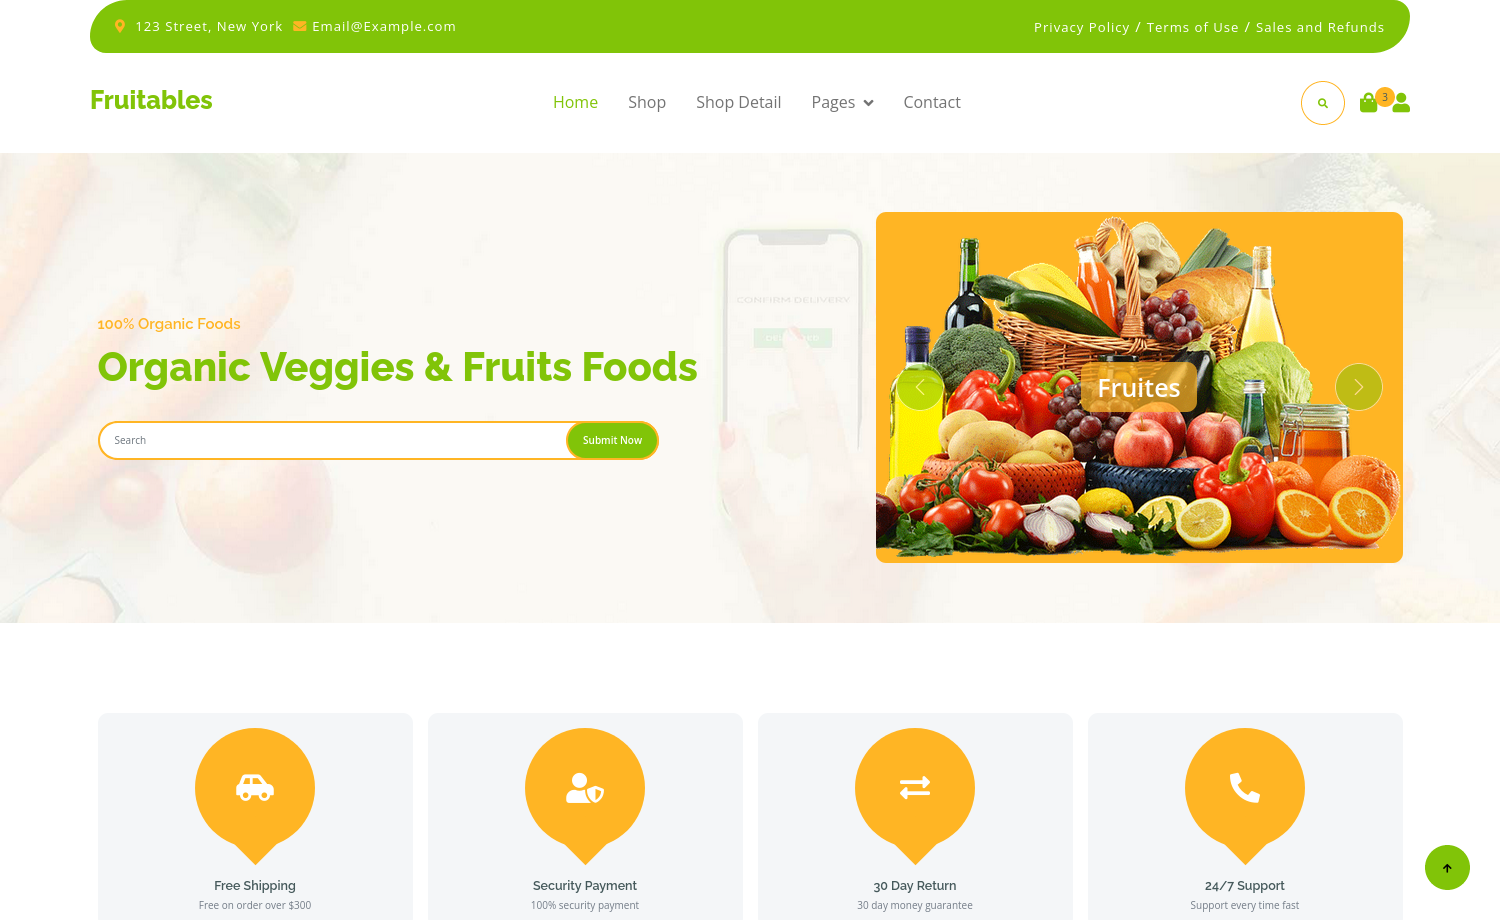 123 Street, New York Email@Example.com
Privacy Policy / Terms of Use / Sales and Refunds
Fruitables
Home Shop Shop Detail Pages Contact
3
CONFIRM DELIVERY
100% Organic Foods
Organic Veggies & Fruits Foods
Search
Submit Now
Fruites
Free Shipping
Free on order over $300
Security Payment
100% security payment
30 Day Return
30 day money guarantee
24/7 Support
Support every time fast